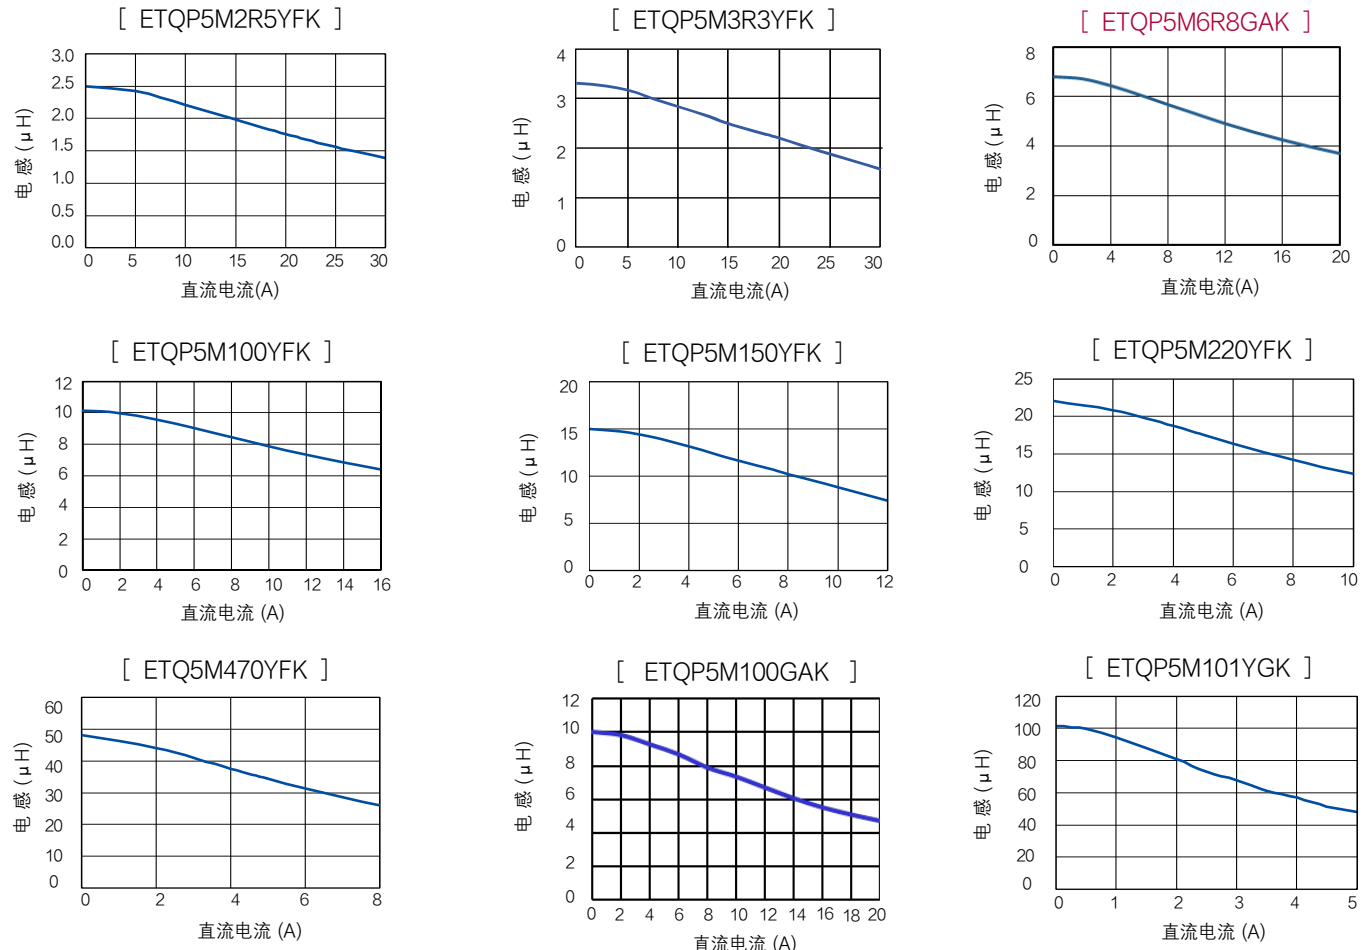 [ ETQP5M2R5YFK ]
3.0
2.5
2.0
1.5
1.0
0.5
0.0
电 感 (μH)
0 5 10 15 20 25 30
直流电流(A)
[ ETQP5M3R3YFK ]
4
3
2
1
0
电 感 (μH)
0 5 10 15 20 25 30
直流电流(A)
[ ETQP5M6R8GAK ]
8
6
4
2
0
电 感 (μH)
0 4 8 12 16 20
直流电流(A)
[ ETQP5M100YFK ]
12
10
8
6
4
2
0
电 感 (μH)
0 2 4 6 8 10 12 14 16
直流电流 (A)
[ ETQP5M150YFK ]
20
15
10
5
0
电 感 (μH)
0 2 4 6 8 10 12
直流电流 (A)
[ ETQP5M220YFK ]
25
20
15
10
5
0
电 感 (μH)
0 2 4 6 8 10
直流电流 (A)
[ ETQ5M470YFK ]
60
50
40
30
20
10
0
电 感 (μH)
0 2 4 6 8
直流电流 (A)
[ ETQP5M100GAK ]
12
10
8
6
4
2
0
电 感 (μH)
0 2 4 6 8 10 12 14 16 18 20
直流电流 (A)
[ ETQP5M101YGK ]
120
100
80
60
40
20
0
电 感 (μH)
0 1 2 3 4 5
直流电流 (A)